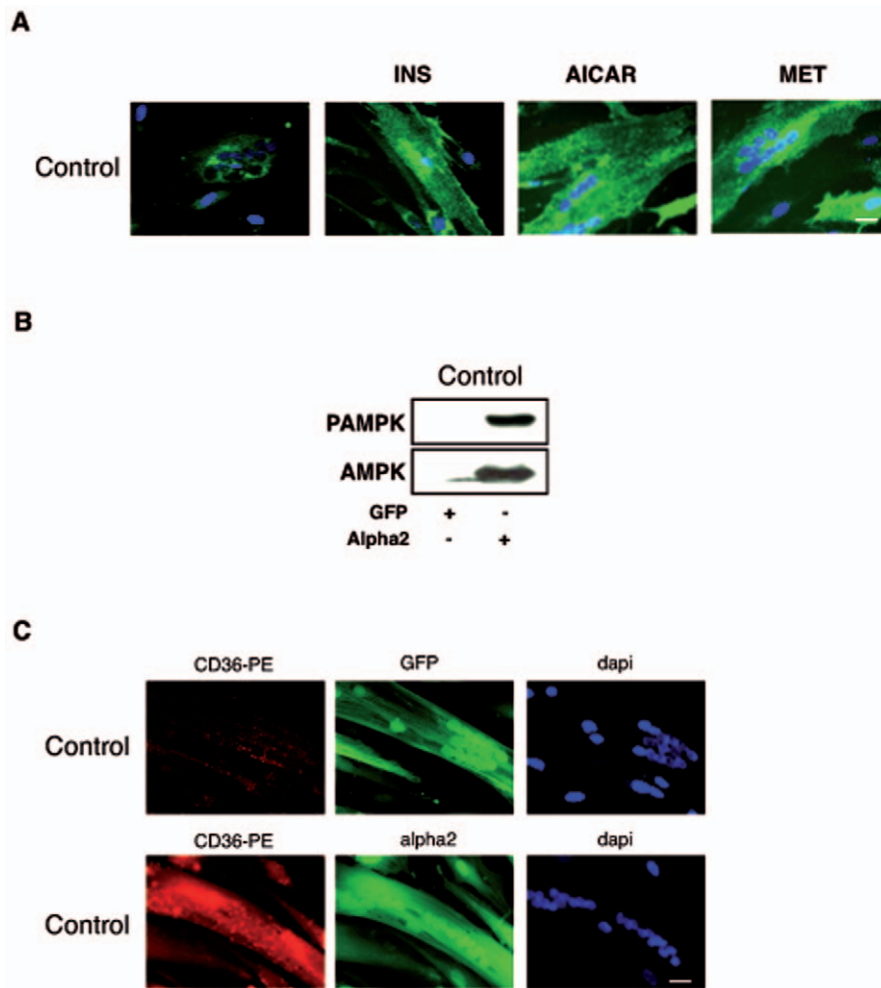 A
INS AICAR MET
Control
B
Control
PAMPK
AMPK
GFP + -
Alpha2 - +
C
CD36-PE GFP dapi
Control
CD36-PE alpha2 dapi
Control